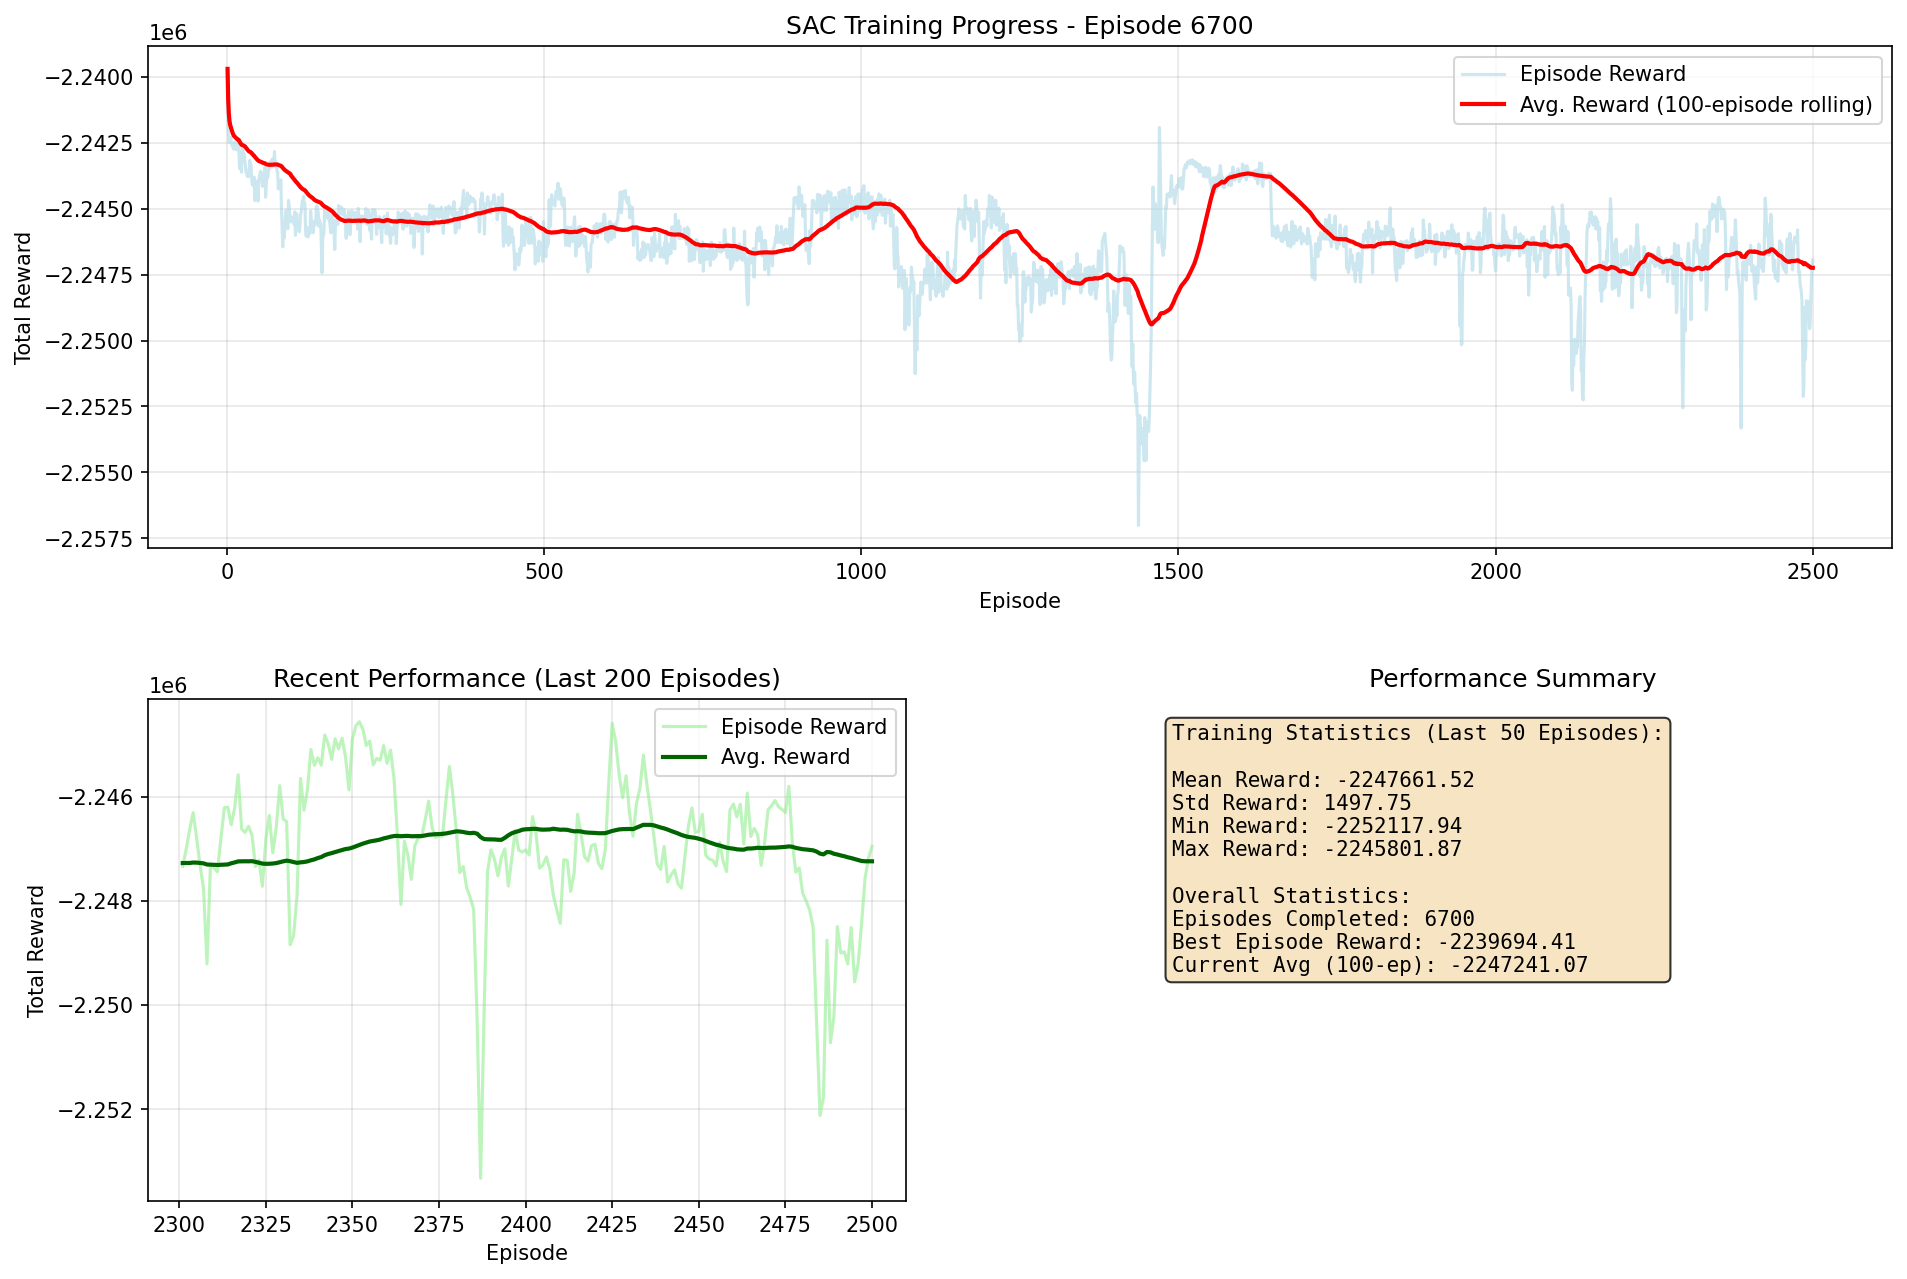 SAC Training Progress - Episode 6700
1e6
Total Reward
−2.2400
−2.2425
−2.2450
−2.2475
−2.2500
−2.2525
−2.2550
−2.2575
Episode Reward
Avg. Reward (100-episode rolling)
0 500 1000 1500 2000 2500
Episode
Recent Performance (Last 200 Episodes)
1e6
Total Reward
−2.246
−2.248
−2.250
−2.252
Episode Reward
Avg. Reward
2300 2325 2350 2375 2400 2425 2450 2475 2500
Episode
Performance Summary
Training Statistics (Last 50 Episodes):
Mean Reward: -2247661.52
Std Reward: 1497.75
Min Reward: -2252117.94
Max Reward: -2245801.87
Overall Statistics:
Episodes Completed: 6700
Best Episode Reward: -2239694.41
Current Avg (100-ep): -2247241.07